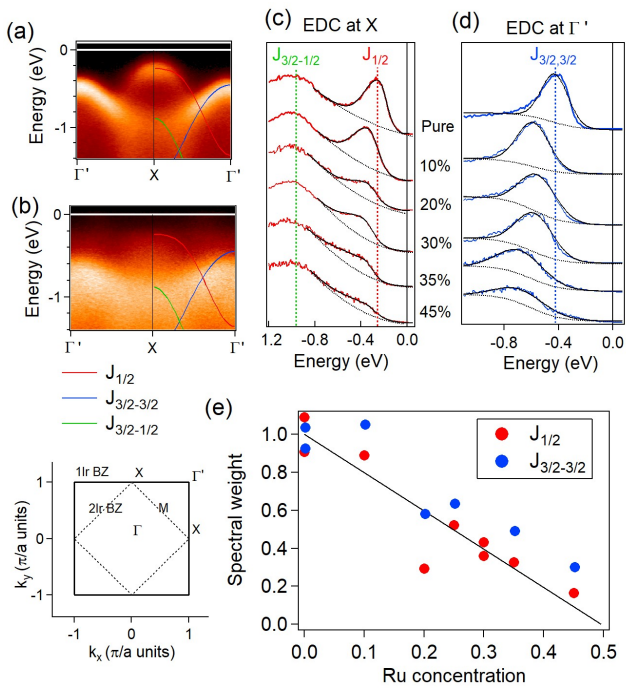 (a)
0
-1
Energy (eV)
Γ' X Γ'
(b)
0
-1
Energy (eV)
Γ' X Γ'
J1/2
J3/2-3/2
J3/2-1/2
(c)
EDC at X
J3/2-1/2 J1/2
1.2 -0.8 -0.4 0.0
Energy (eV)
Pure
10%
20%
30%
35%
45%
(d)
EDC at Γ '
J3/2,3/2
-0.8 -0.4 0.0
Energy (eV)
1Ir BZ X Γ'
2Ir BZ M
Γ X
1
0
-1
ky (π/a units)
-1 0 1
kx (π/a units)
(e)
J1/2
J3/2-3/2
1.0
0.8
0.6
0.4
0.2
0.0
Spectral weight
0.0 0.1 0.2 0.3 0.4 0.5
Ru concentration